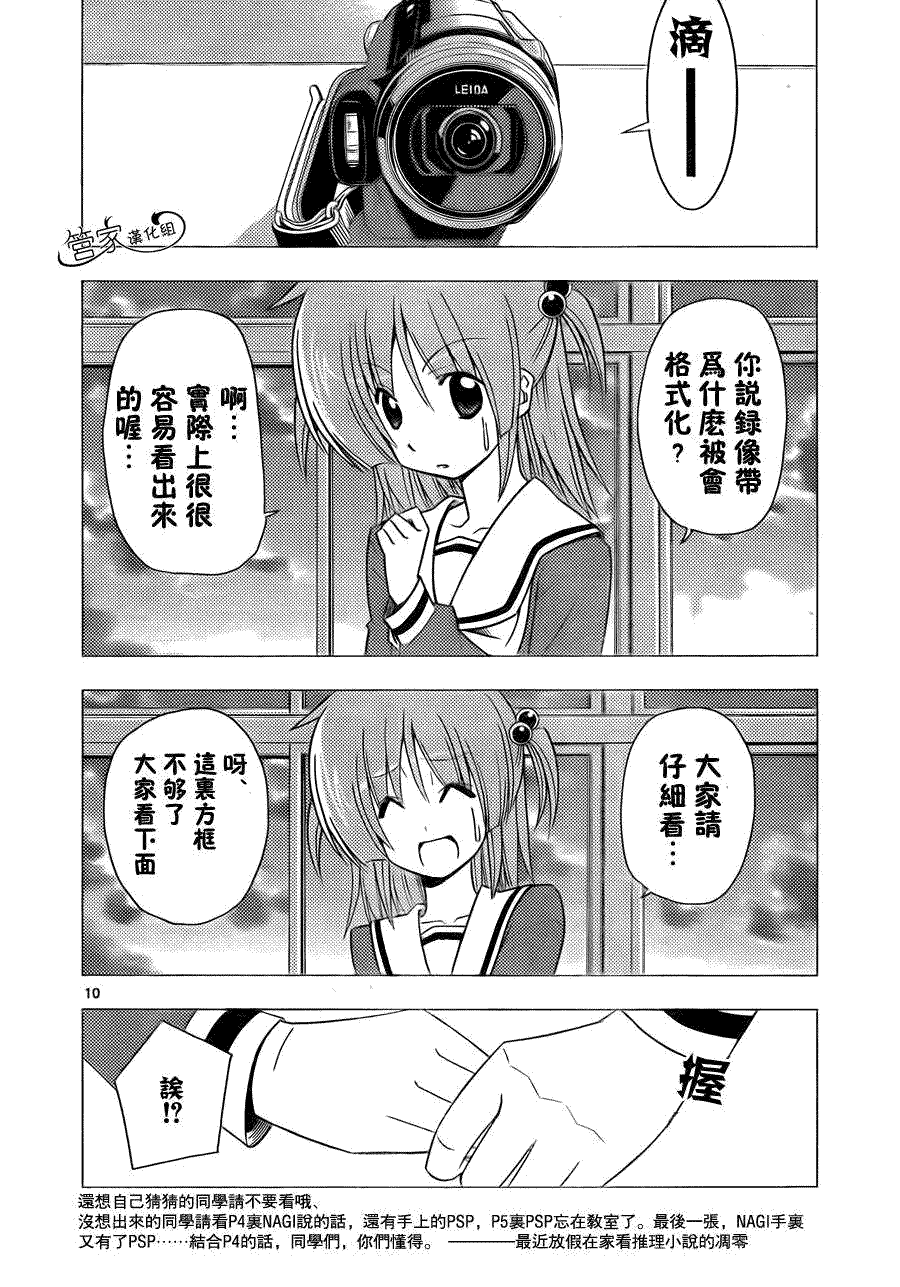 滴——
LEIOA
管家漢化組
你説録像帶
爲什麽被會
格式化？
啊…
實際上很很
容易看出來
的喔…
大家請
仔細看…
呀、
這裏方框
不够了
大家看下面
10
握
誒!?
還想自己猜猜的同學請不要看哦、
沒想出來的同學請看P4裏NAGI說的話，還有手上的PSP，P5裏PSP忘在教室了。最後一張，NAGI手裏
又有了PSP……結合P4的話，同學們，你們懂得。 ————最近放假在家看推理小說的凋零